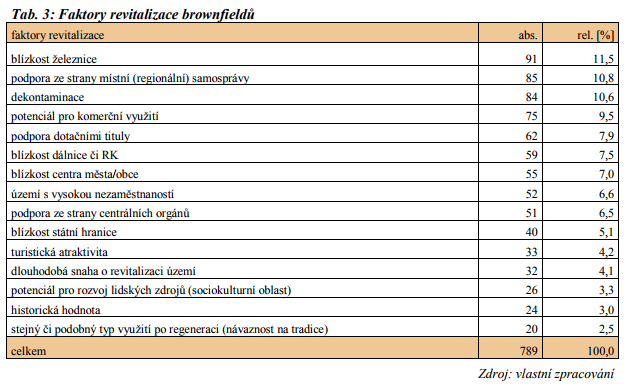 Tab. 3: Faktory revitalizace brownfieldů
faktory revitalizace abs. rel. [%]
blízkost železnice 91 11,5
podpora ze strany místní (regionální) samosprávy 85 10,8
dekontaminace 84 10,6
potenciál pro komerční využití 75 9,5
podpora dotačními tituly 62 7,9
blízkost dálnice či RK 59 7,5
blízkost centra města/obce 55 7,0
území s vysokou nezaměstnaností 52 6,6
podpora ze strany centrálních orgánů 51 6,5
blízkost státní hranice 40 5,1
turistická atraktivita 33 4,2
dlouhodobá snaha o revitalizaci území 32 4,1
potenciál pro rozvoj lidských zdrojů (sociokulturní oblast) 26 3,3
historická hodnota 24 3,0
stejný či podobný typ využití po regeneraci (návaznost na tradice) 20 2,5
celkem 789 100,0
Zdroj: vlastní zpracování